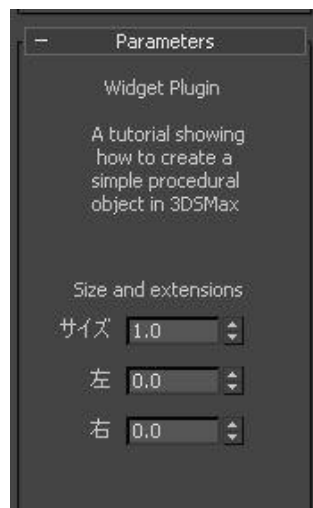 Parameters
Widget Plugin
A tutorial showing
how to create a
simple procedural
object in 3DSMax
Size and extensions
サイズ 1.0
左 0.0
右 0.0